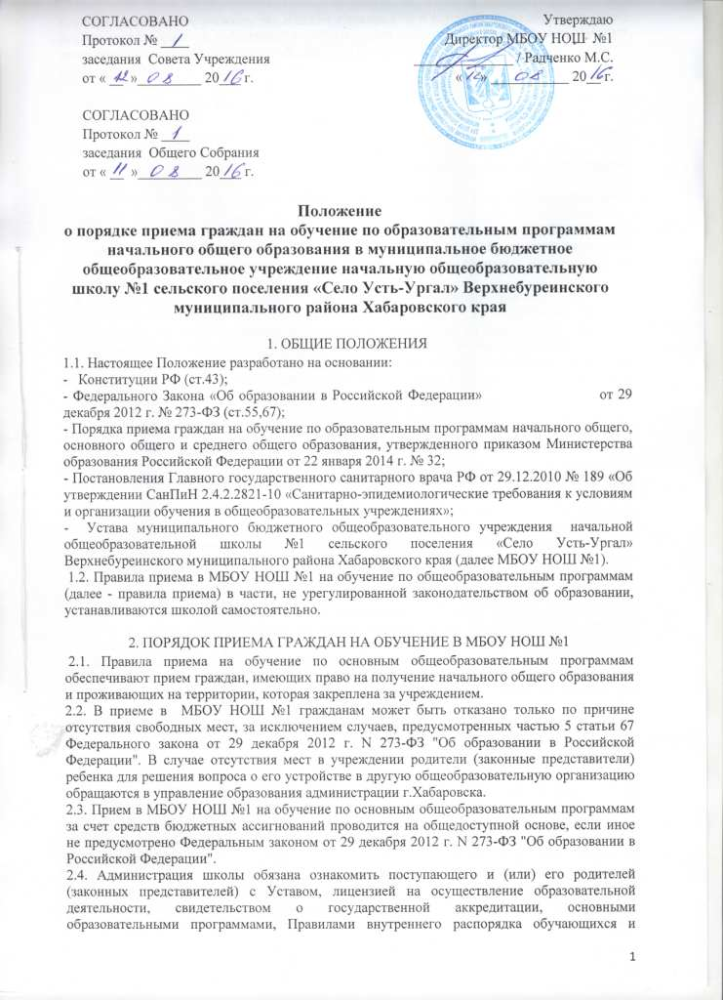 СОГЛАСОВАНО
Протокол № 1
заседания Совета Учреждения
от « 12 » 08 2016 г.
Утверждаю
Директор МБОУ НОШ №1
/ Радченко М.С.
« » 08 2016 г.
СОГЛАСОВАНО
Протокол № 1
заседания Общего Собрания
от « 11 » 08 2016 г.
Положение
о порядке приема граждан на обучение по образовательным программам
начального общего образования в муниципальное бюджетное
общеобразовательное учреждение начальную общеобразовательную
школу №1 сельского поселения «Село Усть-Ургал» Верхнебуреинского
муниципального района Хабаровского края
1. ОБЩИЕ ПОЛОЖЕНИЯ
1.1. Настоящее Положение разработано на основании:
- Конституции РФ (ст.43);
- Федерального Закона «Об образовании в Российской Федерации» от 29
декабря 2012 г. № 273-ФЗ (ст.55,67);
- Порядка приема граждан на обучение по образовательным программам начального общего,
основного общего и среднего общего образования, утвержденного приказом Министерства
образования Российской Федерации от 22 января 2014 г. № 32;
- Постановления Главного государственного санитарного врача РФ от 29.12.2010 № 189 «Об
утверждении СанПиН 2.4.2.2821-10 «Санитарно-эпидемиологические требования к условиям
и организации обучения в общеобразовательных учреждениях»;
- Устава муниципального бюджетного общеобразовательного учреждения начальной
общеобразовательной школы №1 сельского поселения «Село Усть-Ургал»
Верхнебуреинского муниципального района Хабаровского края (далее МБОУ НОШ №1).
1.2. Правила приема в МБОУ НОШ №1 на обучение по общеобразовательным программам
(далее - правила приема) в части, не урегулированной законодательством об образовании,
устанавливаются школой самостоятельно.
2. ПОРЯДОК ПРИЕМА ГРАЖДАН НА ОБУЧЕНИЕ В МБОУ НОШ №1
2.1. Правила приема на обучение по основным общеобразовательным программам
обеспечивают прием граждан, имеющих право на получение начального общего образования
и проживающих на территории, которая закреплена за учреждением.
2.2. В приеме в МБОУ НОШ №1 гражданам может быть отказано только по причине
отсутствия свободных мест, за исключением случаев, предусмотренных частью 5 статьи 67
Федерального закона от 29 декабря 2012 г. N 273-ФЗ "Об образовании в Российской
Федерации". В случае отсутствия мест в учреждении родители (законные представители)
ребенка для решения вопроса о его устройстве в другую общеобразовательную организацию
обращаются в управление образования администрации г.Хабаровска.
2.3. Прием в МБОУ НОШ №1 на обучение по основным общеобразовательным программам
за счет средств бюджетных ассигнований проводится на общедоступной основе, если иное
не предусмотрено Федеральным законом от 29 декабря 2012 г. N 273-ФЗ "Об образовании в
Российской Федерации".
2.4. Администрация школы обязана ознакомить поступающего и (или) его родителей
(законных представителей) с Уставом, лицензией на осуществление образовательной
деятельности, свидетельством о государственной аккредитации, основными
образовательными программами, Правилами внутреннего распорядка обучающихся и
1